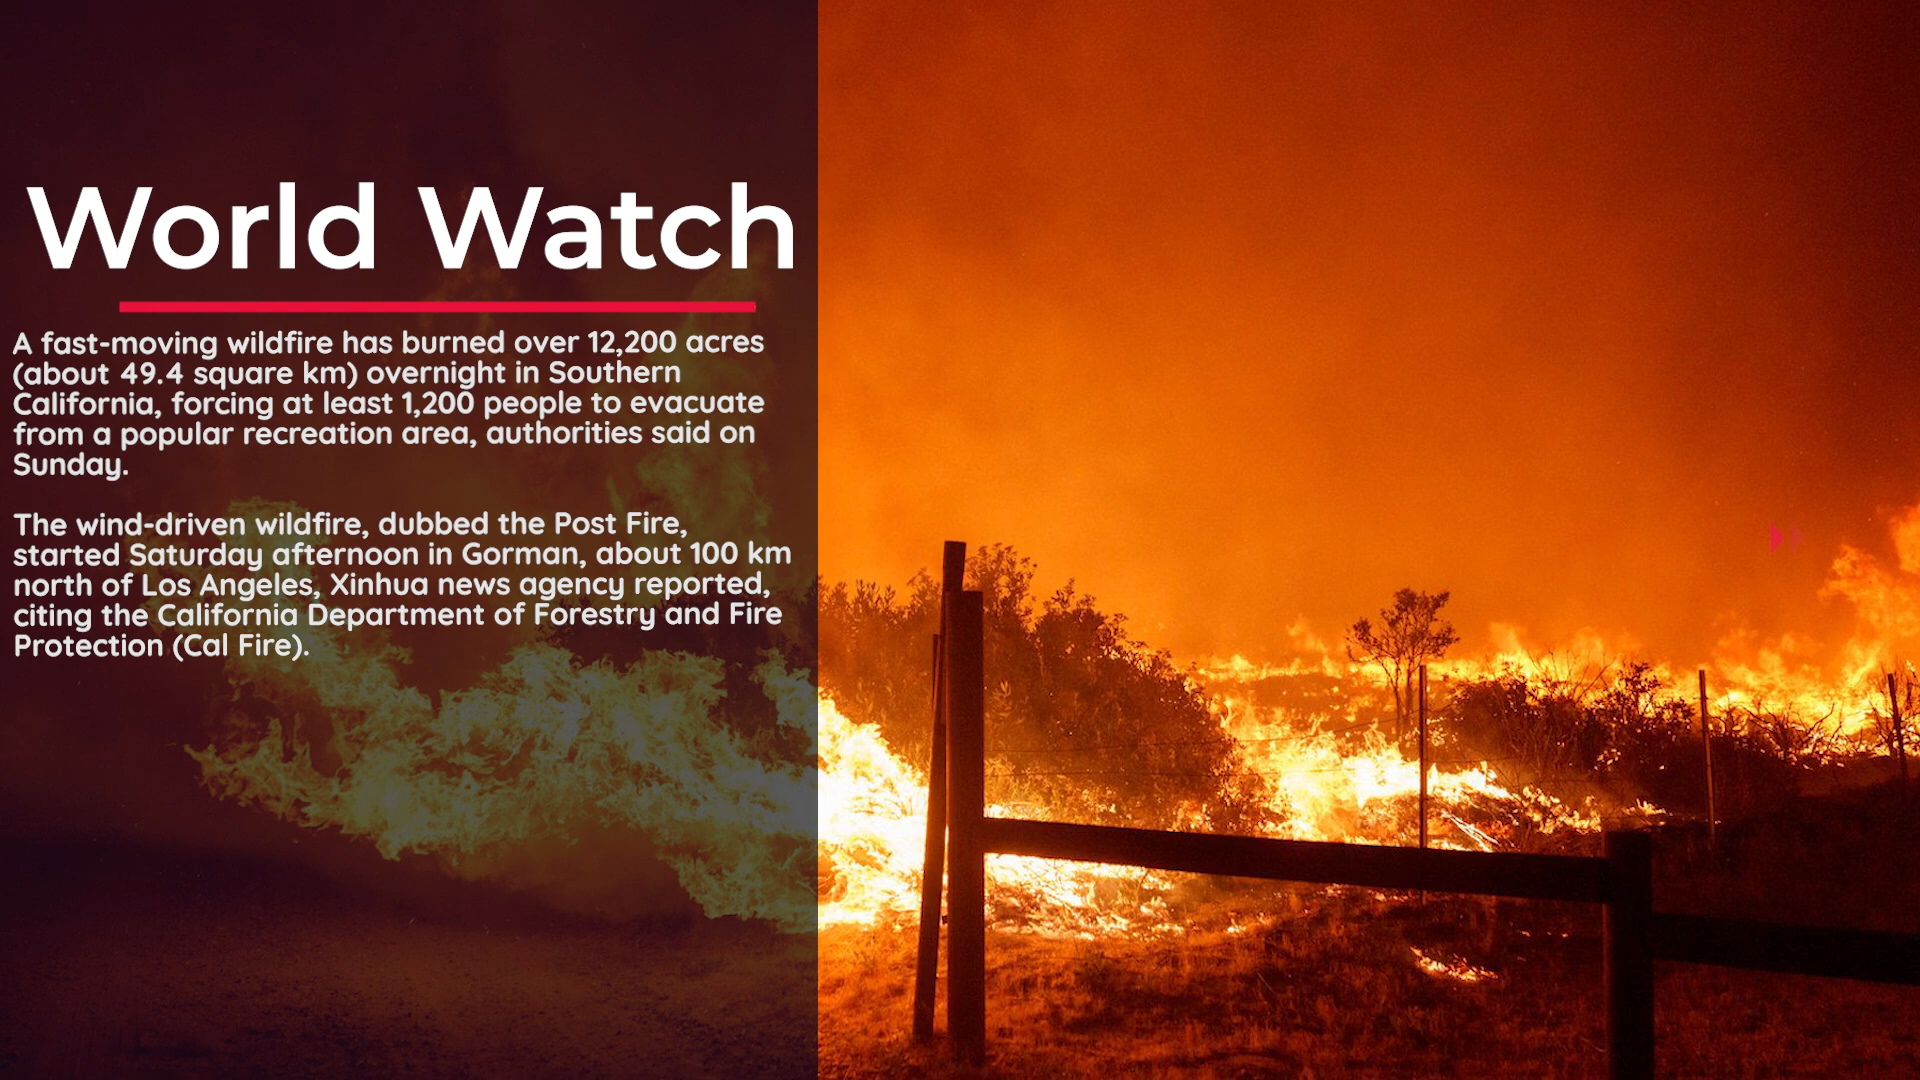 World Watch
A fast-moving wildfire has burned over 12,200 acres
(about 49.4 square km) overnight in Southern
California, forcing at least 1,200 people to evacuate
from a popular recreation area, authorities said on
Sunday.
The wind-driven wildfire, dubbed the Post Fire,
started Saturday afternoon in Gorman, about 100 km
north of Los Angeles, Xinhua news agency reported,
citing the California Department of Forestry and Fire
Protection (Cal Fire).